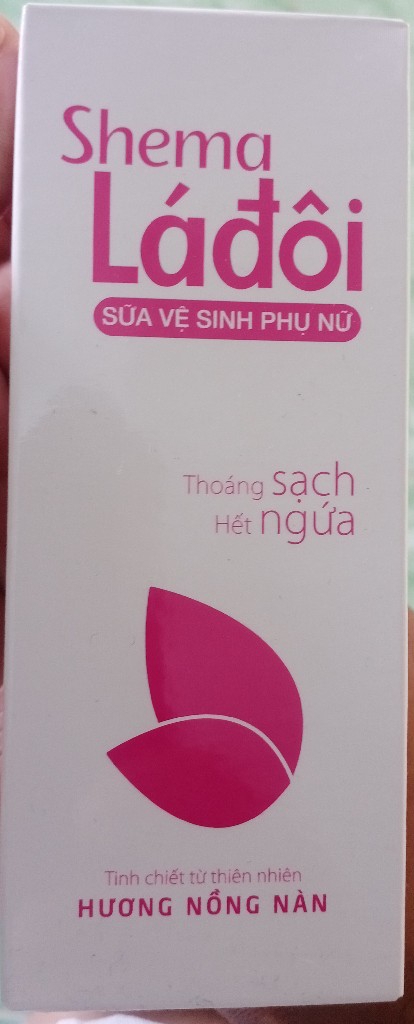 Shema
Láđôi
SỮA VỆ SINH PHỤ NỮ
Thoáng sạch
Hết ngứa
Tinh chiết từ thiên nhiên
HƯƠNG NỒNG NÀN